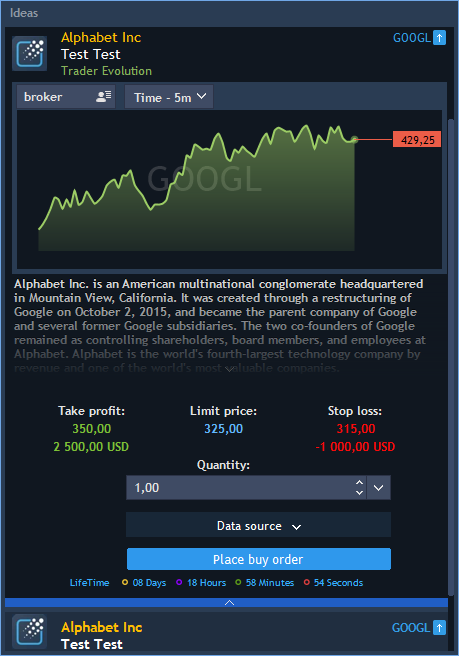 Ideas
Alphabet Inc
GOOGL
Test Test
Trader Evolution
broker
Time - 5m
GOOGL
429,25
Alphabet Inc. is an American multinational conglomerate headquartered
in Mountain View, California. It was created through a restructuring of
Google on October 2, 2015, and became the parent company of Google
and several former Google subsidiaries. The two co-founders of Google
remained as controlling shareholders, board members, and employees at
Alphabet. Alphabet is the world's fourth-largest technology company by
revenue and one of the world's most valuable companies.
Take profit: Limit price: Stop loss:
350,00 325,00 315,00
2 500,00 USD -1 000,00 USD
Quantity:
1,00
Data source
Place buy order
LifeTime 08 Days 18 Hours 58 Minutes 54 Seconds
Alphabet Inc
GOOGL
Test Test